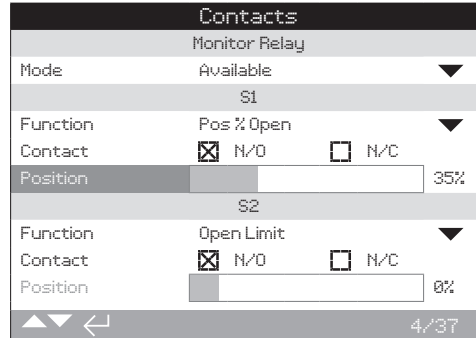 Contacts
Monitor Relay
Mode Available
S1
Function Pos % Open
Contact N/O N/C
Position 35%
S2
Function Open Limit
Contact N/O N/C
Position 0%
4/37